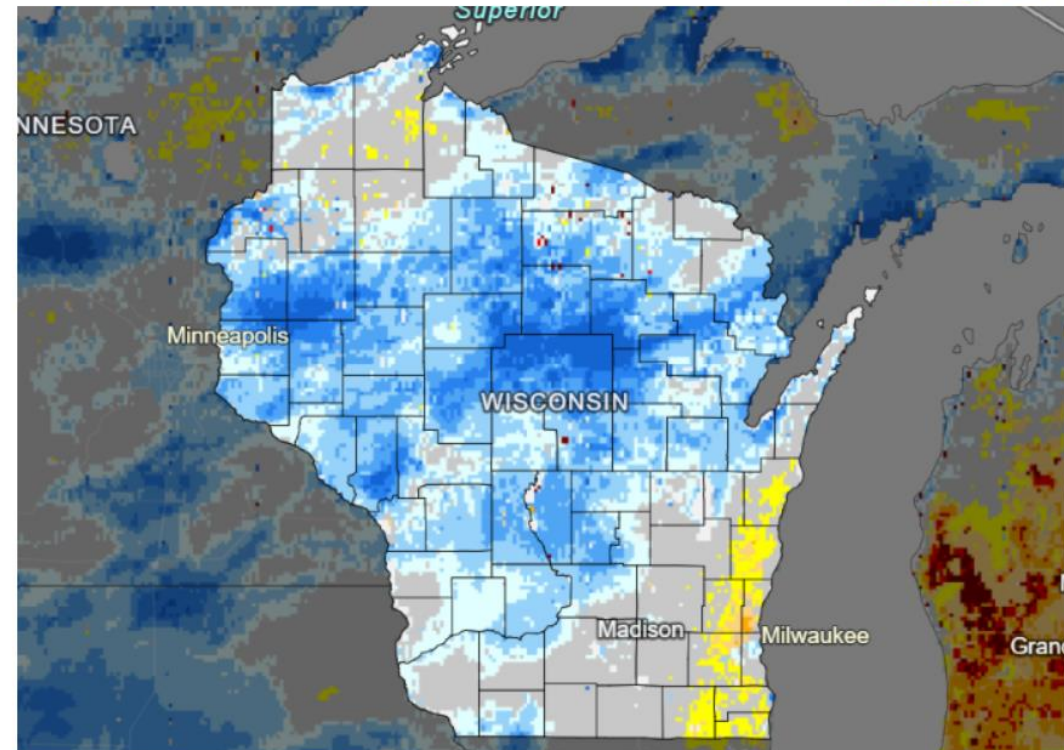 Superior
NNESOTA
Minneapolis
WISCONSIN
Madison
Milwaukee
Grand